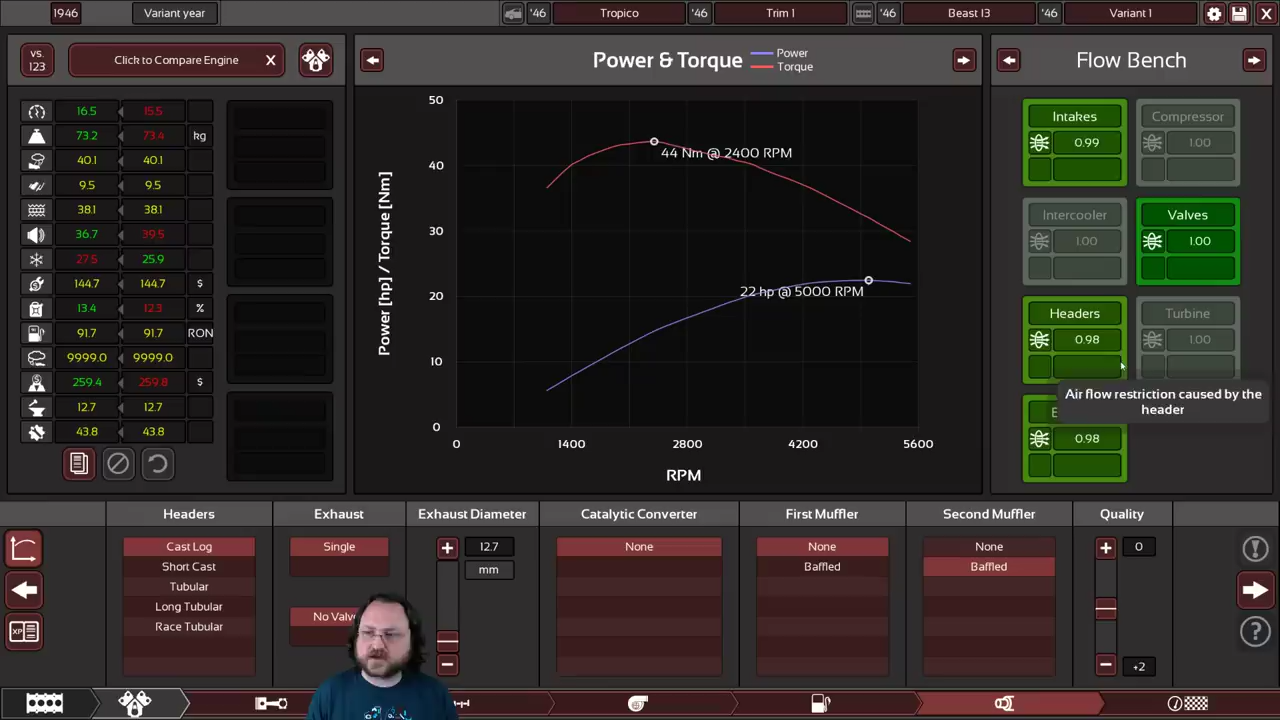 1946 Variant year '46 Tropico '46 Trim 1 '46 Beast I3 '46 Variant 1
vs. 123 Click to Compare Engine X
Power & Torque
Power
Torque
Flow Bench
16.5 15.5
73.2 73.4 kg
40.1 40.1
9.5 9.5
38.1 38.1
36.7 39.5
27.5 25.9
144.7 144.7 $
13.4 12.3 %
91.7 91.7 RON
9999.0 9999.0
259.4 259.8 $
12.7 12.7
43.8 43.8
Power [hp] / Torque [Nm]
50
40
30
20
10
0
44 Nm @ 2400 RPM
22 hp @ 5000 RPM
0 1400 2800 4200 5600
RPM
Intakes Compressor
0.99 1.00
Intercooler Valves
1.00 1.00
Headers Turbine
0.98 1.00
Air flow restriction caused by the
header
E
0.98
Headers
Cast Log
Short Cast
Tubular
Long Tubular
Race Tubular
Exhaust
Single
No Valv
Exhaust Diameter
12.7
mm
Catalytic Converter
None
First Muffler
None
Baffled
Second Muffler
None
Baffled
Quality
0
+2
XP